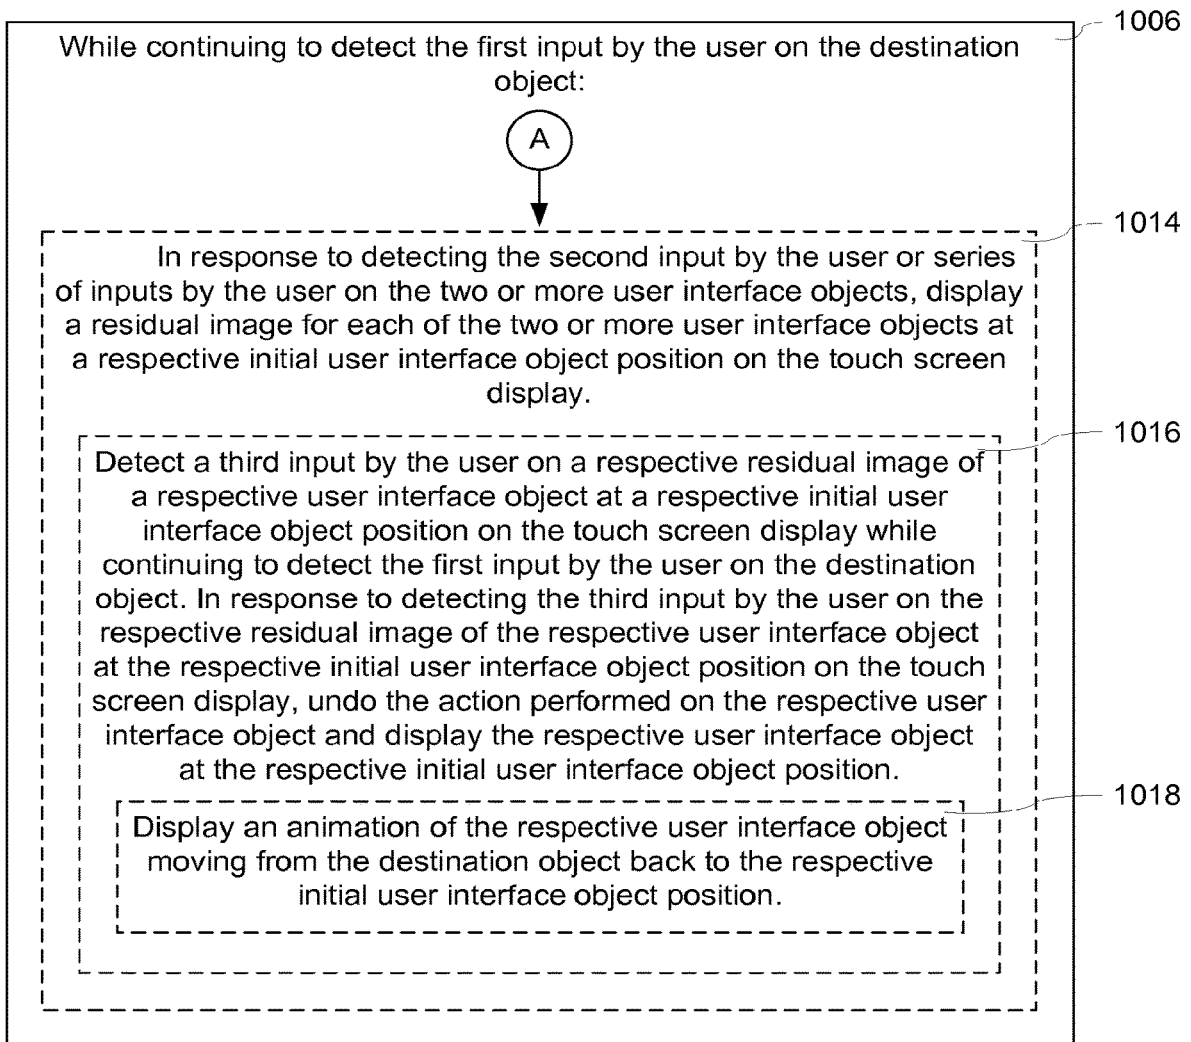 1006
While continuing to detect the first input by the user on the destination
object:
A
1014
In response to detecting the second input by the user or series
of inputs by the user on the two or more user interface objects, display
a residual image for each of the two or more user interface objects at
a respective initial user interface object position on the touch screen
display.
1016
Detect a third input by the user on a respective residual image of
a respective user interface object at a respective initial user
interface object position on the touch screen display while
continuing to detect the first input by the user on the destination
object. In response to detecting the third input by the user on the
respective residual image of the respective user interface object
at the respective initial user interface object position on the touch
screen display, undo the action performed on the respective user
interface object and display the respective user interface object
at the respective initial user interface object position.
1018
Display an animation of the respective user interface object
moving from the destination object back to the respective
initial user interface object position.